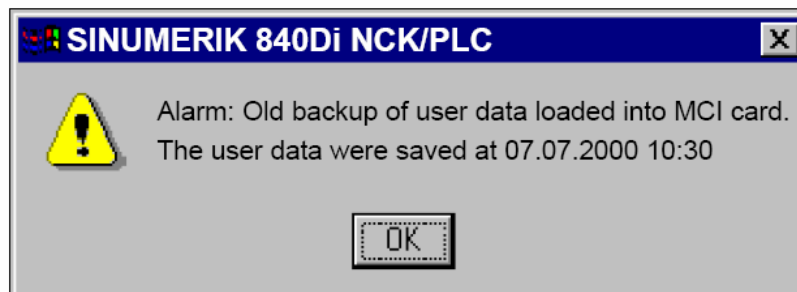 SINUMERIK 840Di NCK/PLC
Alarm: Old backup of user data loaded into MCI card.
The user data were saved at 07.07.2000 10:30
OK